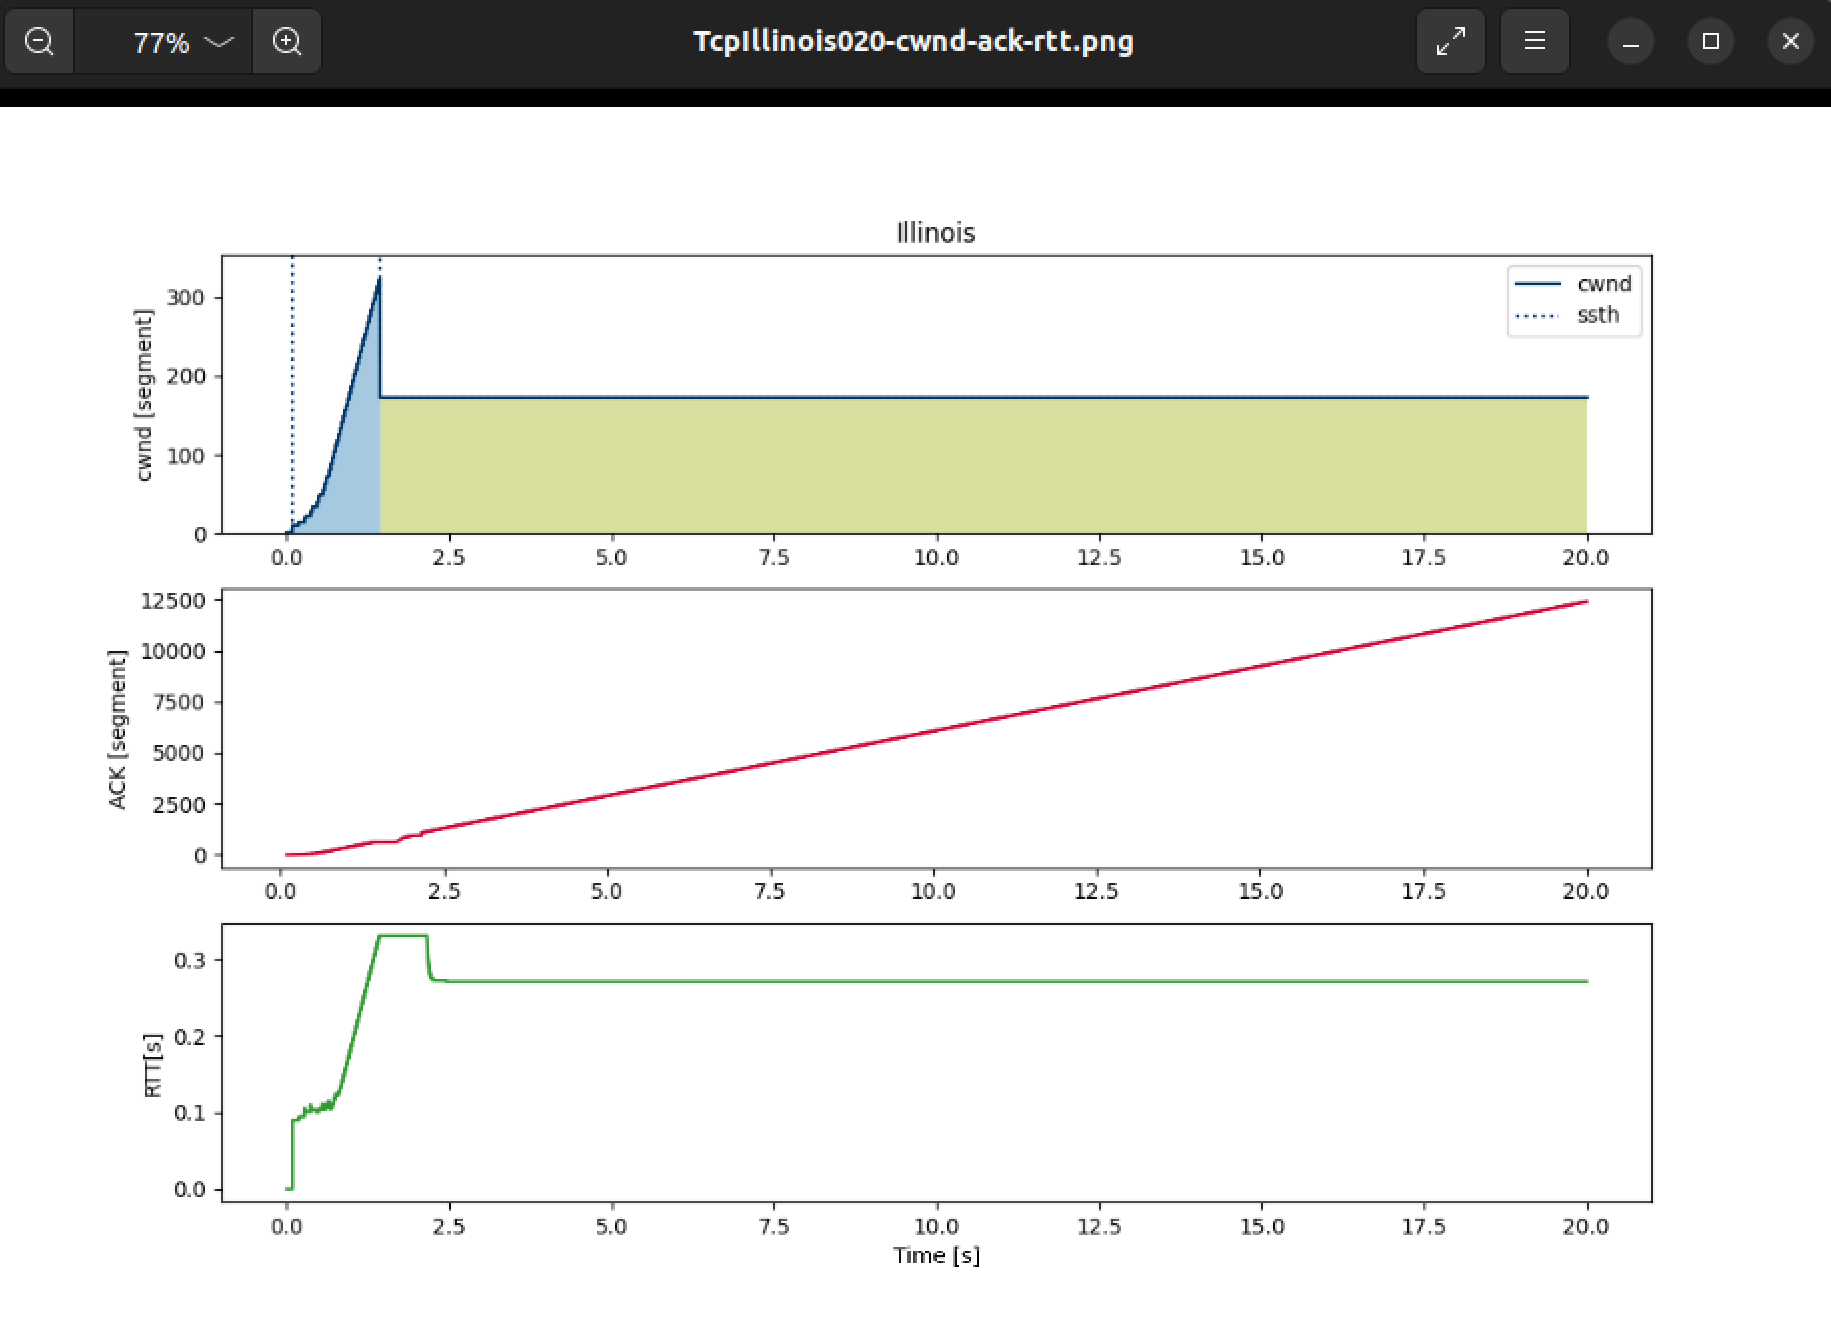 77%
TcpIllinois020-cwnd-ack-rtt.png
Illinois
cwnd
ssth
cwnd [segment]
300
200
100
0
0.0 2.5 5.0 7.5 10.0 12.5 15.0 17.5 20.0
ACK [segment]
12500
10000
7500
5000
2500
0
0.0 2.5 5.0 7.5 10.0 12.5 15.0 17.5 20.0
RTT[s]
0.3
0.2
0.1
0.0
0.0 2.5 5.0 7.5 10.0 12.5 15.0 17.5 20.0
Time [s]